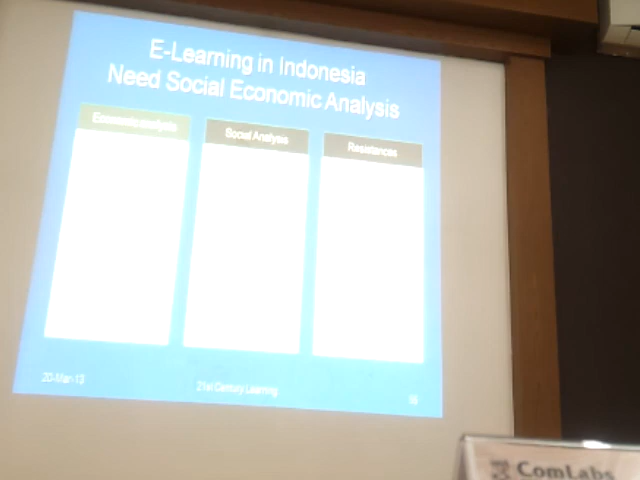 E-Learning in Indonesia
Need Social Economic Analysis
Economic analysis
Social Analysis
Resistances
20-Mar-13
21st Century Learning
ComLabs